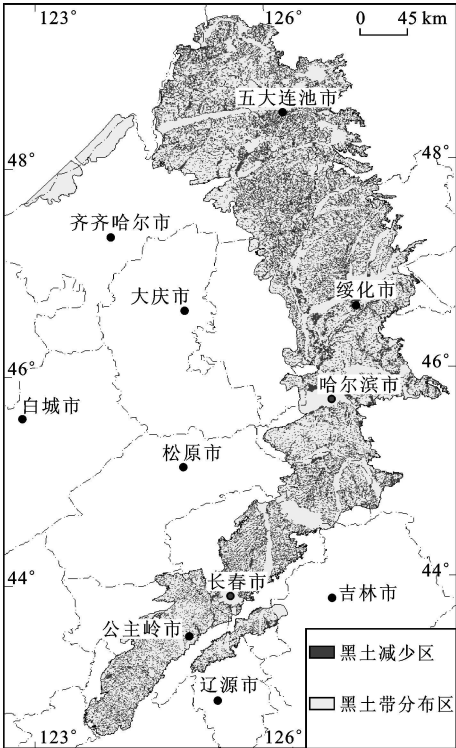 123° 126° 0 45 km
五大连池市
48° 48°
齐齐哈尔市
大庆市
绥化市
46° 46°
哈尔滨市
白城市
松原市
44° 44°
长春市
吉林市
公主岭市
黑土减少区
辽源市
黑土带分布区
123° 126°